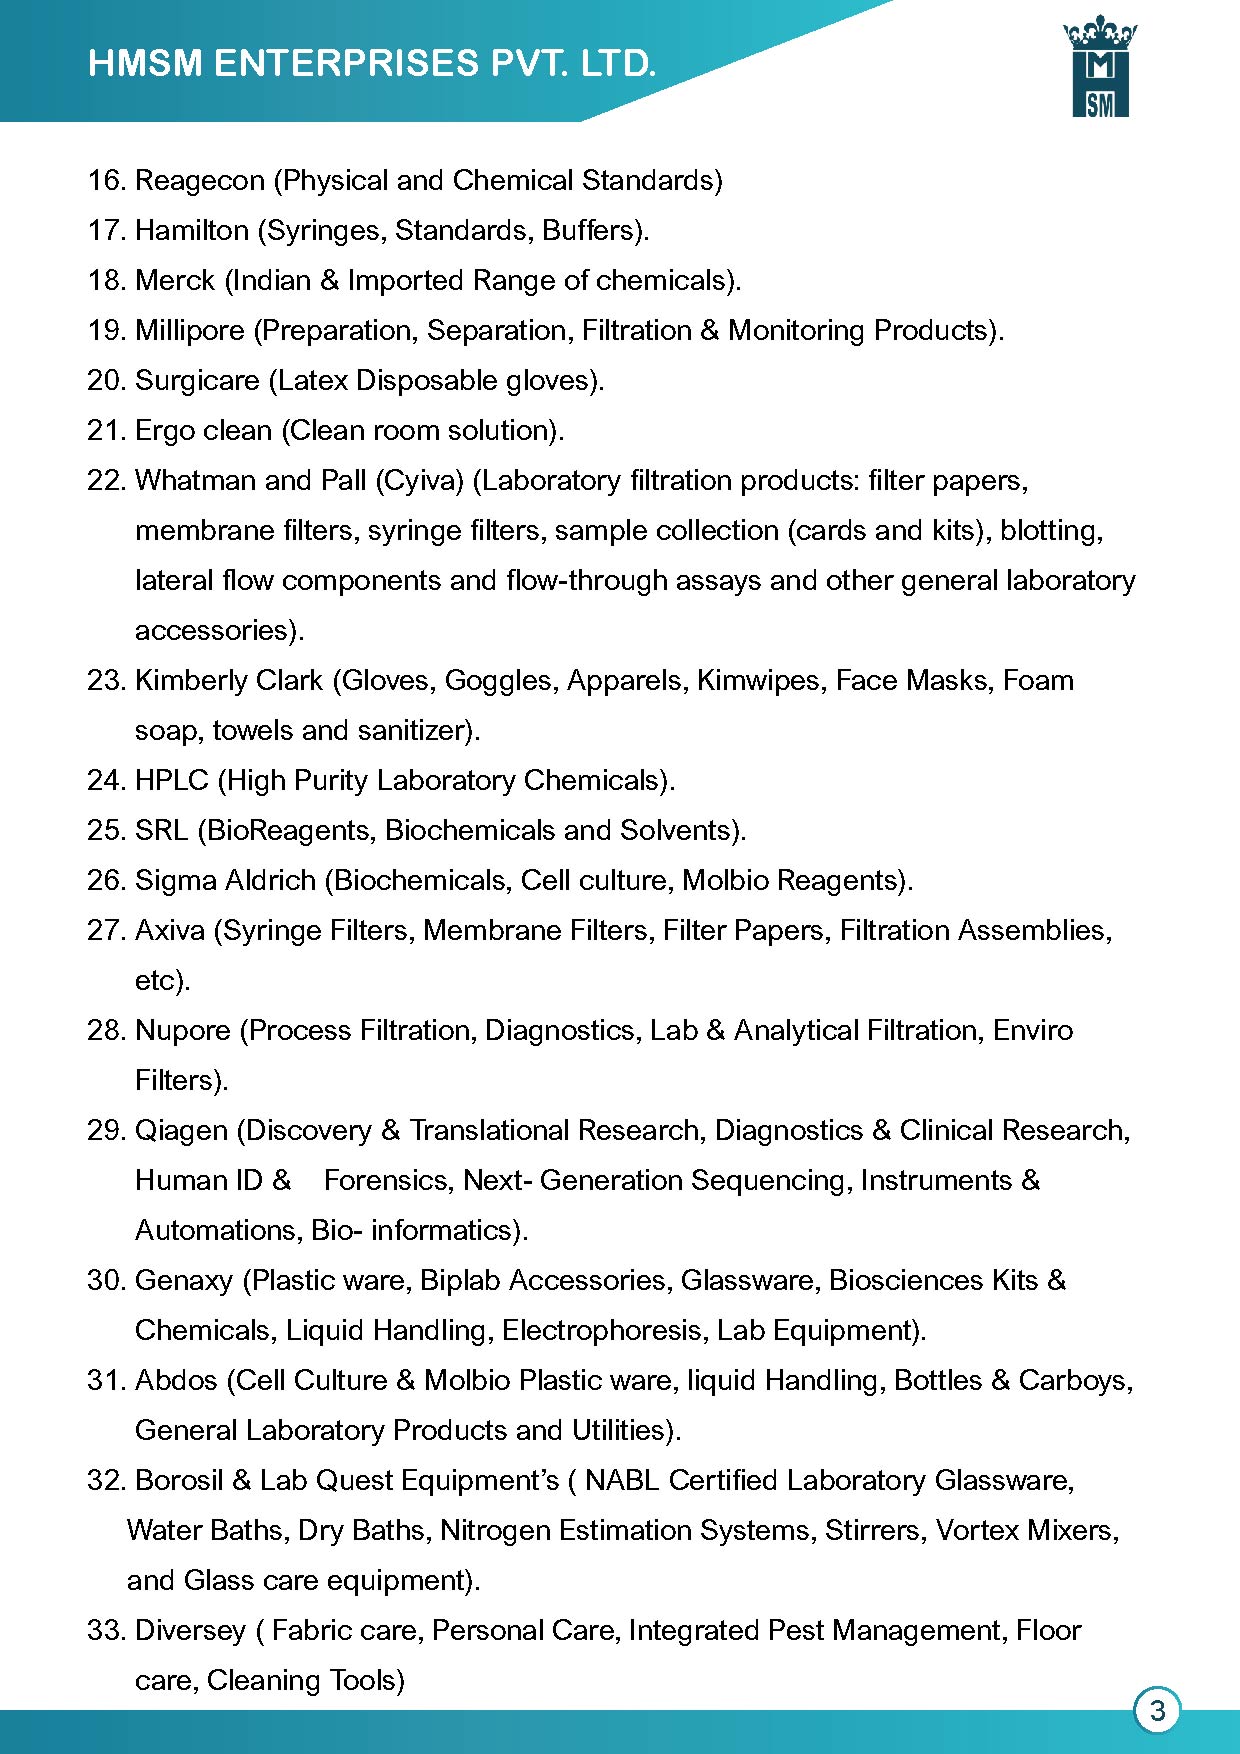 HMSM ENTERPRISES PVT. LTD.
M
SM
16. Reagecon (Physical and Chemical Standards)
17. Hamilton (Syringes, Standards, Buffers).
18. Merck (Indian & Imported Range of chemicals).
19. Millipore (Preparation, Separation, Filtration & Monitoring Products).
20. Surgicare (Latex Disposable gloves).
21. Ergo clean (Clean room solution).
22. Whatman and Pall (Cyiva) (Laboratory filtration products: filter papers,
membrane filters, syringe filters, sample collection (cards and kits), blotting,
lateral flow components and flow-through assays and other general laboratory
accessories).
23. Kimberly Clark (Gloves, Goggles, Apparels, Kimwipes, Face Masks, Foam
soap, towels and sanitizer).
24. HPLC (High Purity Laboratory Chemicals).
25. SRL (BioReagents, Biochemicals and Solvents).
26. Sigma Aldrich (Biochemicals, Cell culture, Molbio Reagents).
27. Axiva (Syringe Filters, Membrane Filters, Filter Papers, Filtration Assemblies,
etc).
28. Nupore (Process Filtration, Diagnostics, Lab & Analytical Filtration, Enviro
Filters).
29. Qiagen (Discovery & Translational Research, Diagnostics & Clinical Research,
Human ID & Forensics, Next- Generation Sequencing, Instruments &
Automations, Bio- informatics).
30. Genaxy (Plastic ware, Biplab Accessories, Glassware, Biosciences Kits &
Chemicals, Liquid Handling, Electrophoresis, Lab Equipment).
31. Abdos (Cell Culture & Molbio Plastic ware, liquid Handling, Bottles & Carboys,
General Laboratory Products and Utilities).
32. Borosil & Lab Quest Equipment’s ( NABL Certified Laboratory Glassware,
Water Baths, Dry Baths, Nitrogen Estimation Systems, Stirrers, Vortex Mixers,
and Glass care equipment).
33. Diversey ( Fabric care, Personal Care, Integrated Pest Management, Floor
care, Cleaning Tools)
3